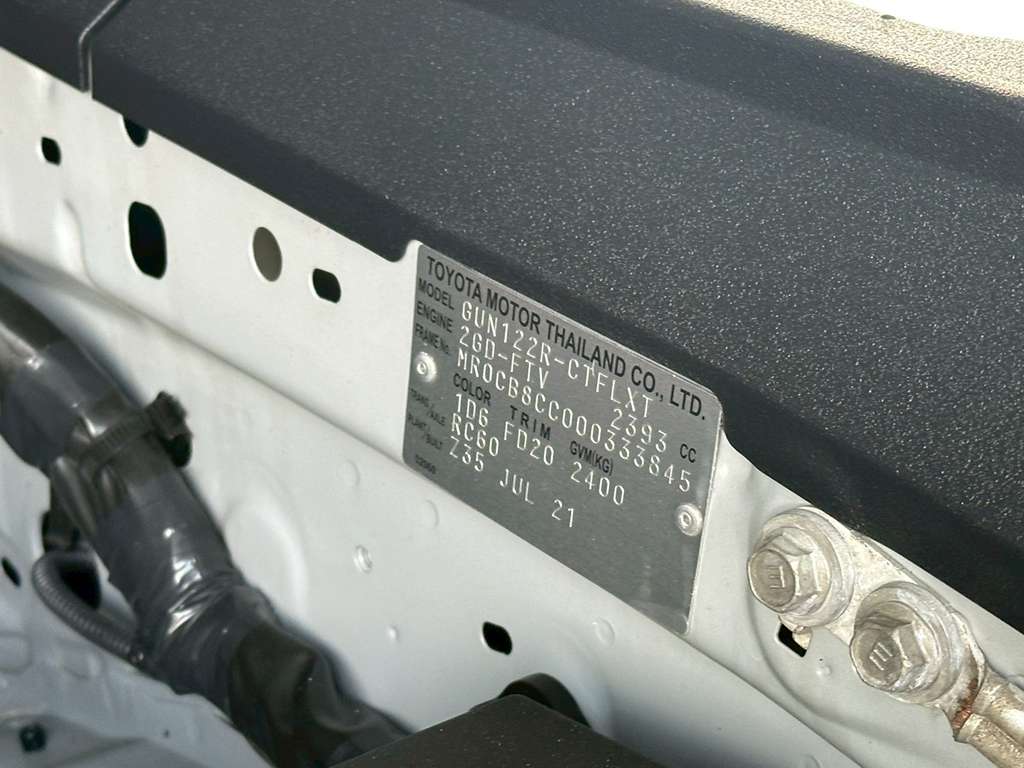 TOYOTA MOTOR THAILAND CO., LTD.
MODEL GUN122R-CTFLXT
ENGINE 2GD-FTV 2393 CC
FRAME No. MR0CB8CC000333845
COLOR TRIM GVM(KG)
1D6 FD20 2400
TRANS./AXLE RC60
PLANT/BUILT Z35 JUL 21